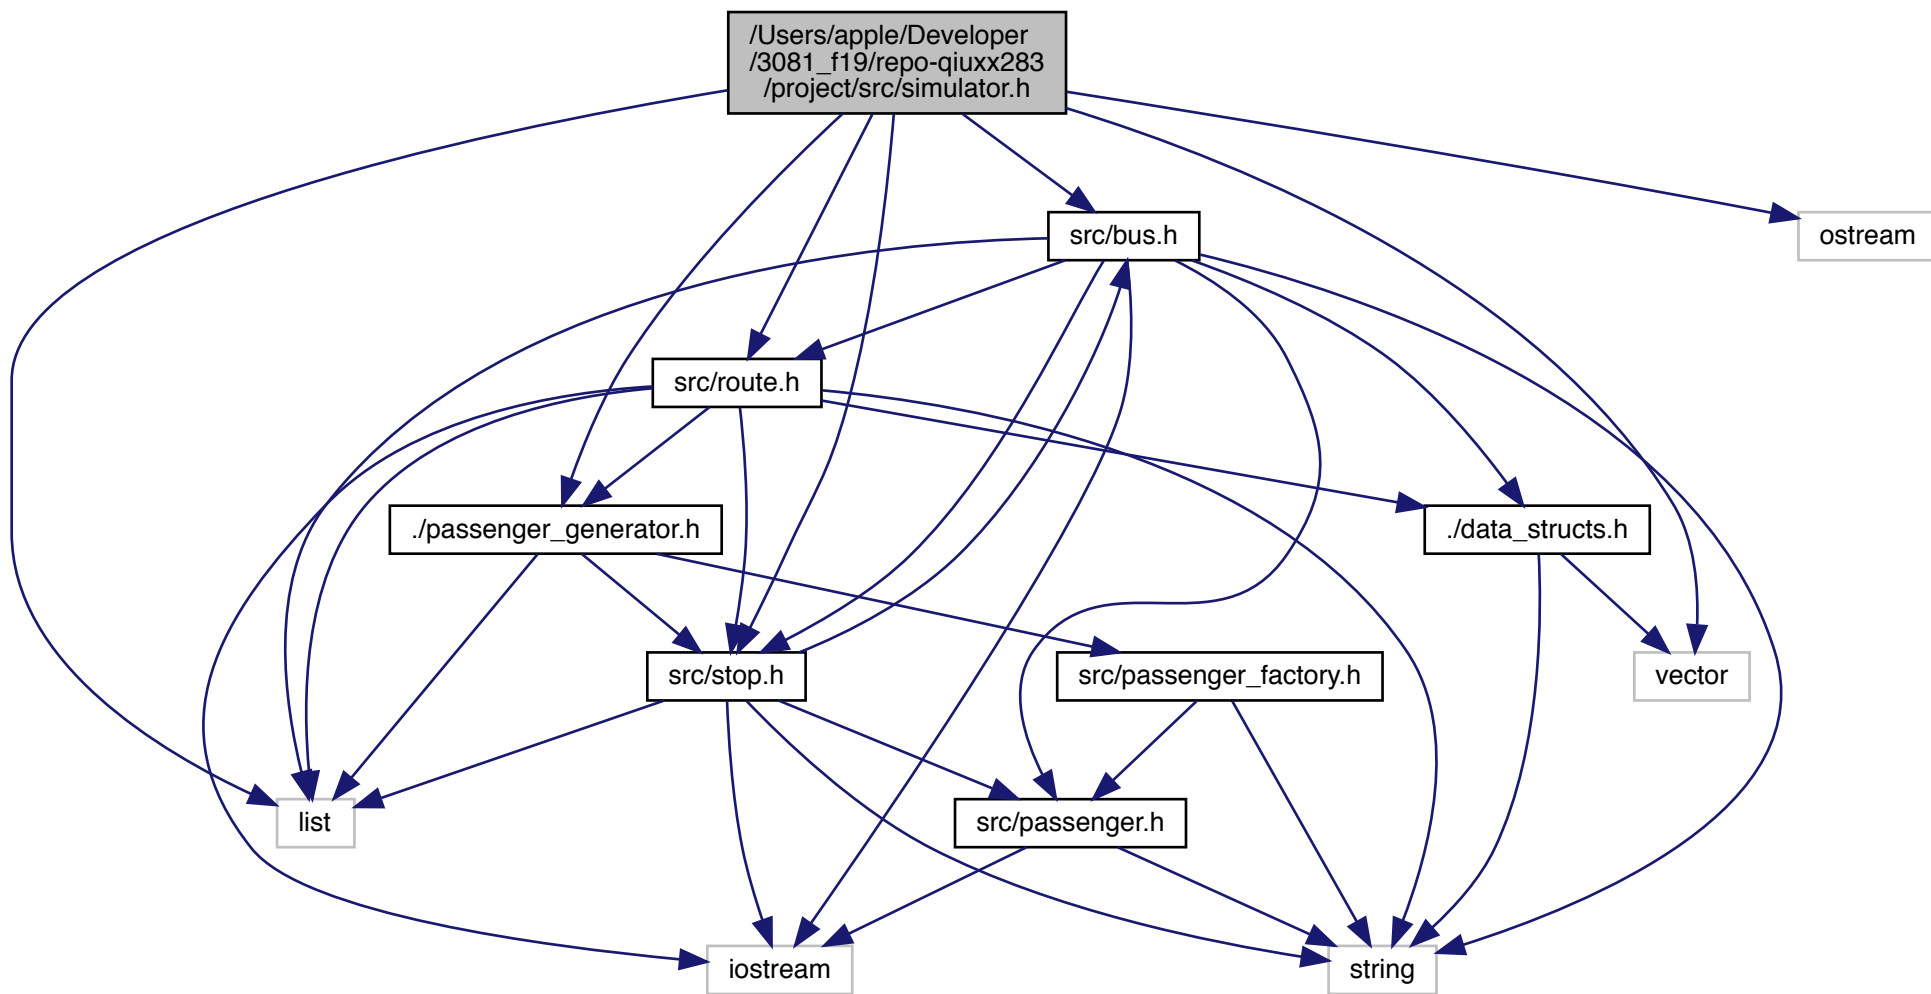 /Users/apple/Developer
/3081_f19/repo-qiuxx283
/project/src/simulator.h
src/bus.h
ostream
src/route.h
./passenger_generator.h
./data_structs.h
src/stop.h
src/passenger_factory.h
vector
list
src/passenger.h
iostream
string